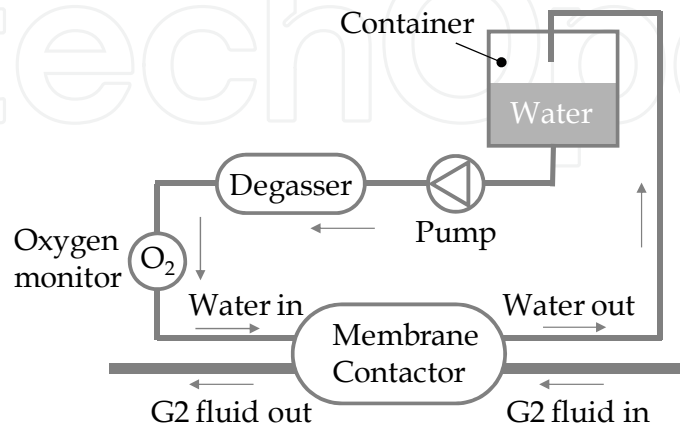 techOpe
Container
Water
Degasser
Pump
Oxygen
monitor
O₂
Water in
Water out
Membrane
Contactor
G2 fluid out
G2 fluid in